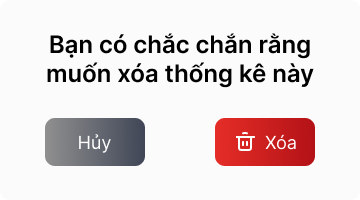 Bạn có chắc chắn rằng
muốn xóa thống kê này
Hủy
Xóa